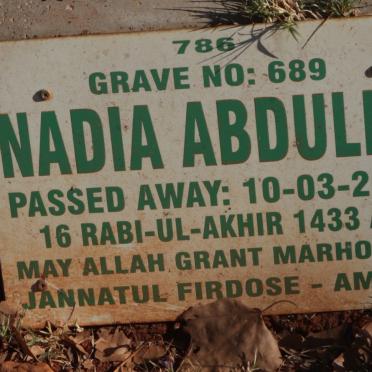 786
GRAVE NO: 689
NADIA ABDUL
PASSED AWAY: 10-03-2
16 RABI-UL-AKHIR 1433 A
MAY ALLAH GRANT MARHO
JANNATUL FIRDOSE - AM